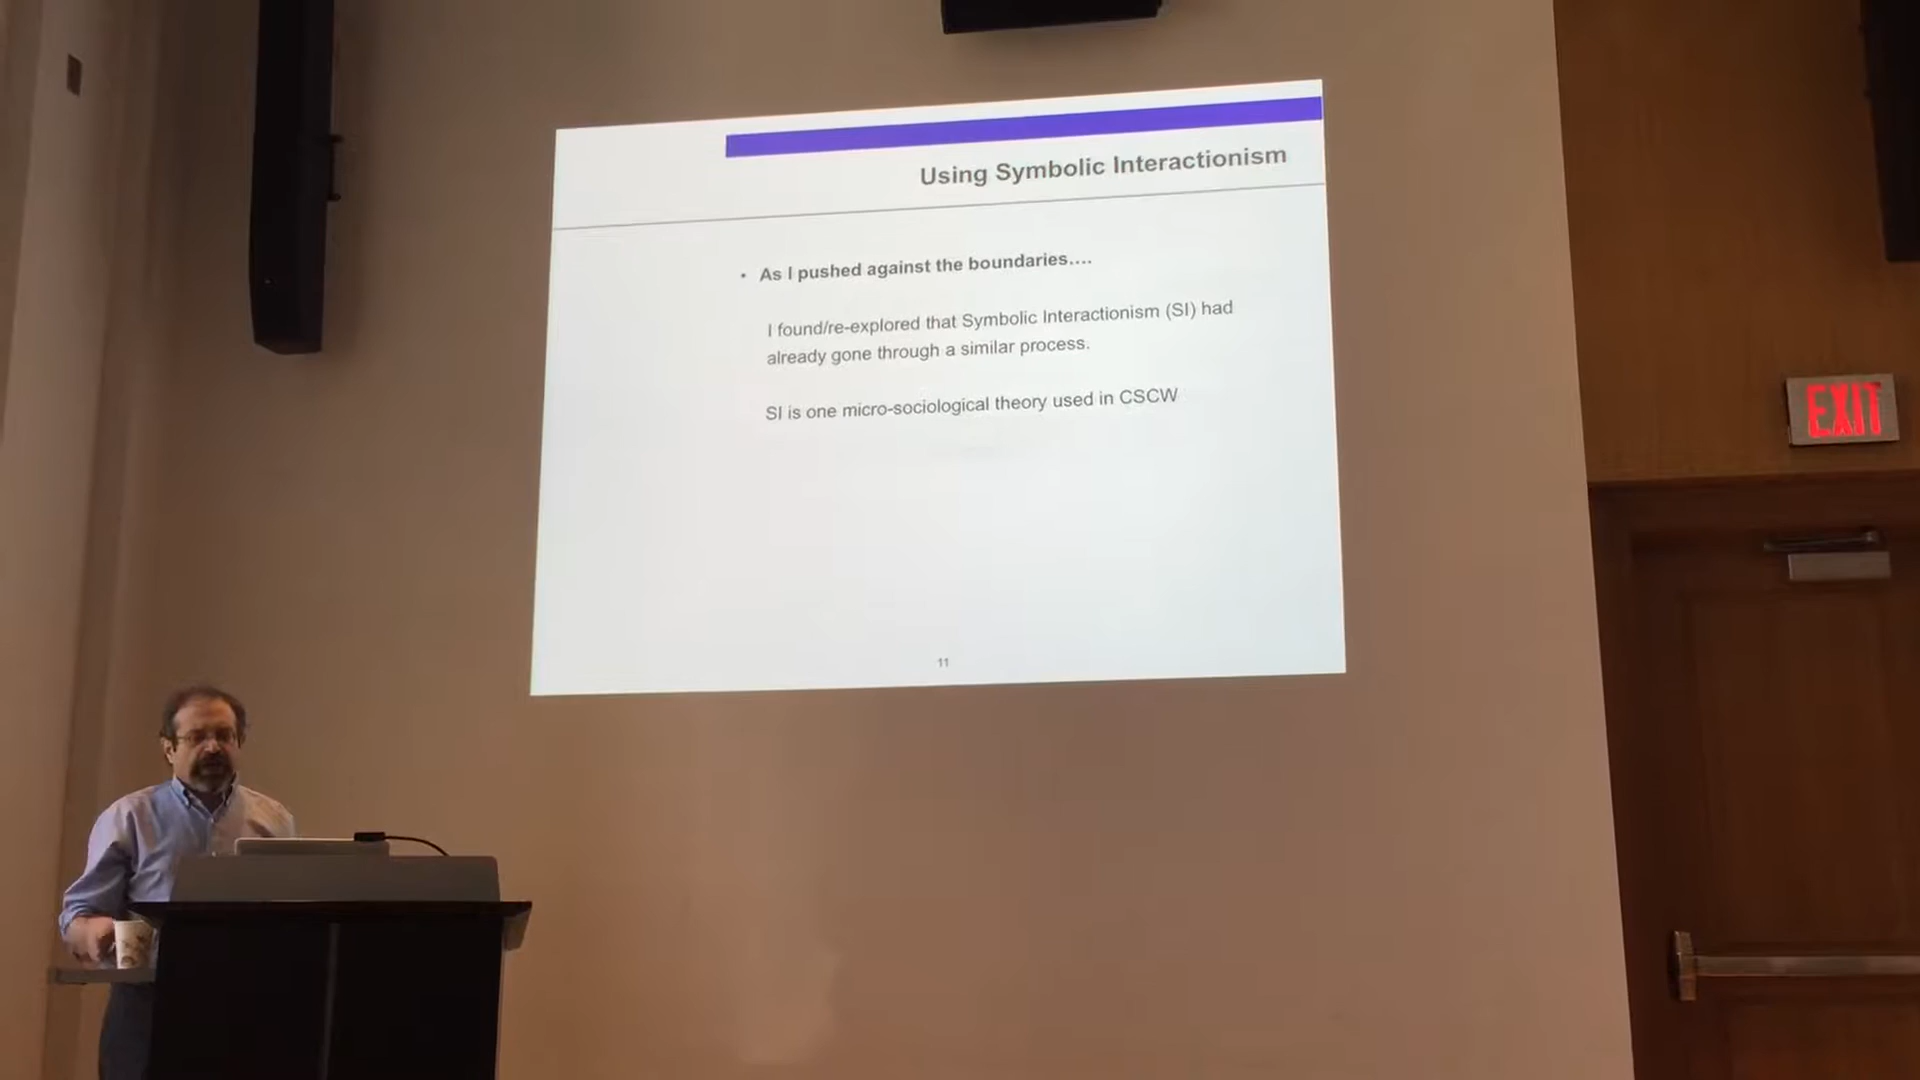 Using Symbolic Interactionism
• As I pushed against the boundaries….
I found/re-explored that Symbolic Interactionism (SI) had
already gone through a similar process.
SI is one micro-sociological theory used in CSCW
11
EXIT